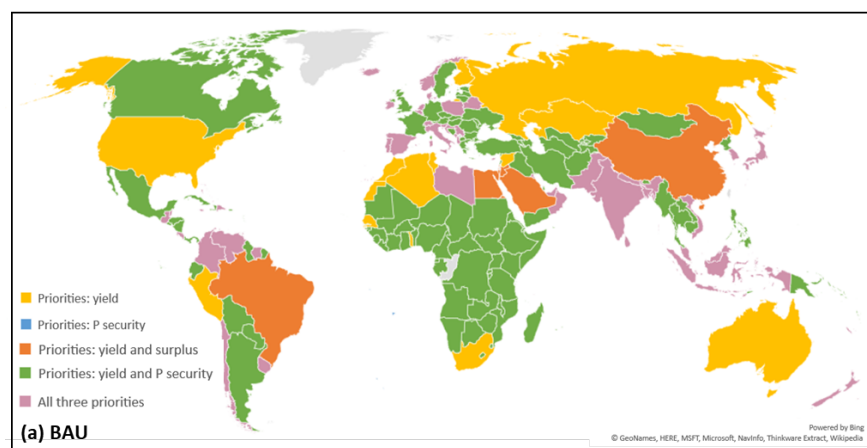 Priorities: yield
Priorities: P security
Priorities: yield and surplus
Priorities: yield and P security
All three priorities
(a) BAU
Powered by Bing
© GeoNames, HERE, MSFT, Microsoft, NavInfo, Thinkware Extract, Wikipedia